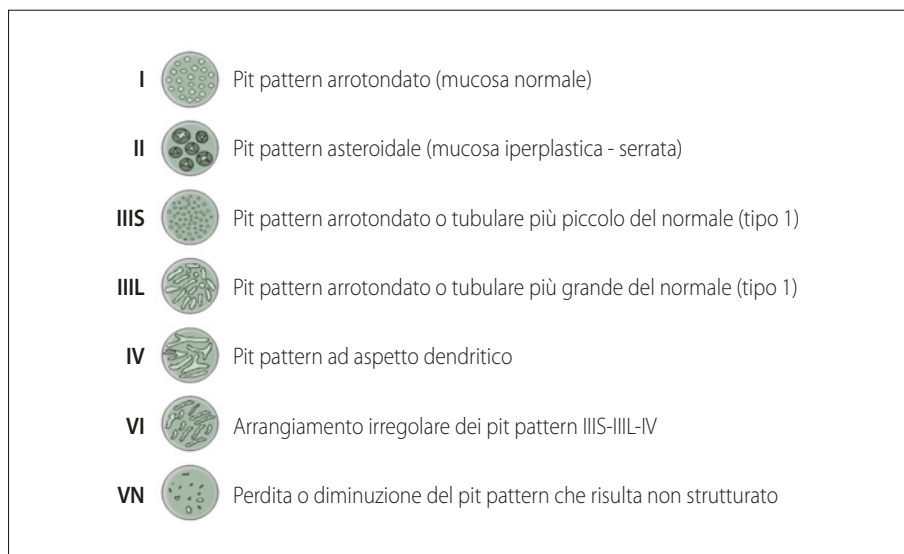 I Pit pattern arrotondato (mucosa normale)
II Pit pattern asteroidale (mucosa iperplastica - serrata)
IIIS Pit pattern arrotondato o tubulare più piccolo del normale (tipo 1)
IIIL Pit pattern arrotondato o tubulare più grande del normale (tipo 1)
IV Pit pattern ad aspetto dendritico
VI Arrangiamento irregolare dei pit pattern IIIS-IIIL-IV
VN Perdita o diminuzione del pit pattern che risulta non strutturato